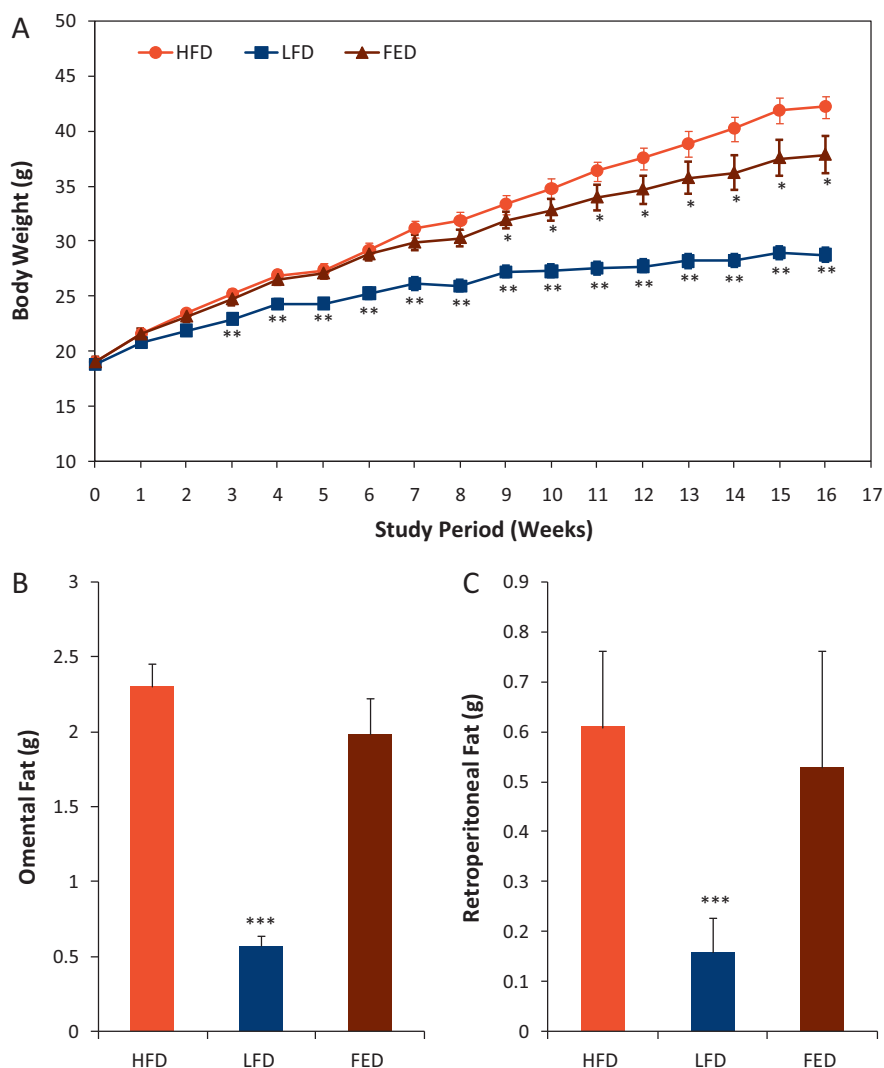 A
HFD LFD FED
50
45
40
35
30
25
20
15
10
Body Weight (g)
* * * * * * * *
** ** ** ** ** ** ** ** ** ** ** ** ** **
0 1 2 3 4 5 6 7 8 9 10 11 12 13 14 15 16 17
Study Period (Weeks)
B
3
2.5
2
1.5
1
0.5
0
Omental Fat (g)
***
HFD LFD FED
C
0.9
0.8
0.7
0.6
0.5
0.4
0.3
0.2
0.1
0
Retroperitoneal Fat (g)
***
HFD LFD FED